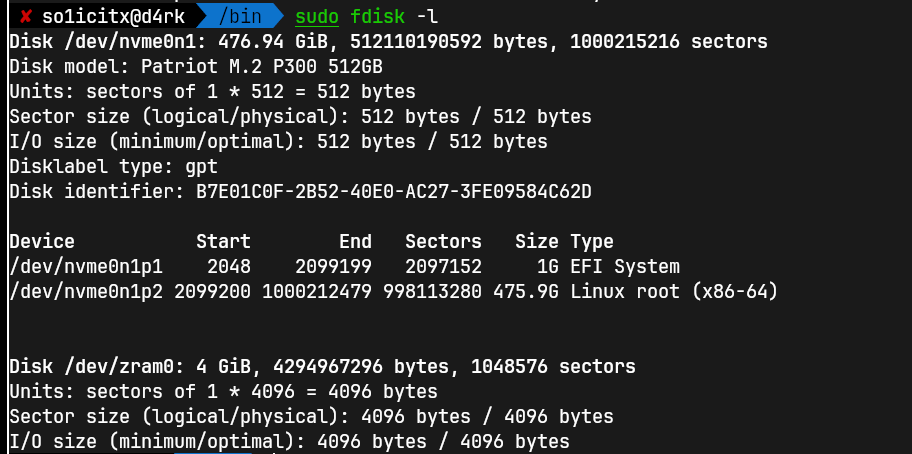 ✘ so1icitx@d4rk /bin sudo fdisk -l
Disk /dev/nvme0n1: 476.94 GiB, 512110190592 bytes, 1000215216 sectors
Disk model: Patriot M.2 P300 512GB
Units: sectors of 1 * 512 = 512 bytes
Sector size (logical/physical): 512 bytes / 512 bytes
I/O size (minimum/optimal): 512 bytes / 512 bytes
Disklabel type: gpt
Disk identifier: B7E01C0F-2B52-40E0-AC27-3FE09584C62D
Device Start End Sectors Size Type
/dev/nvme0n1p1 2048 2099199 2097152 1G EFI System
/dev/nvme0n1p2 2099200 1000212479 998113280 475.9G Linux root (x86-64)
Disk /dev/zram0: 4 GiB, 4294967296 bytes, 1048576 sectors
Units: sectors of 1 * 4096 = 4096 bytes
Sector size (logical/physical): 4096 bytes / 4096 bytes
I/O size (minimum/optimal): 4096 bytes / 4096 bytes